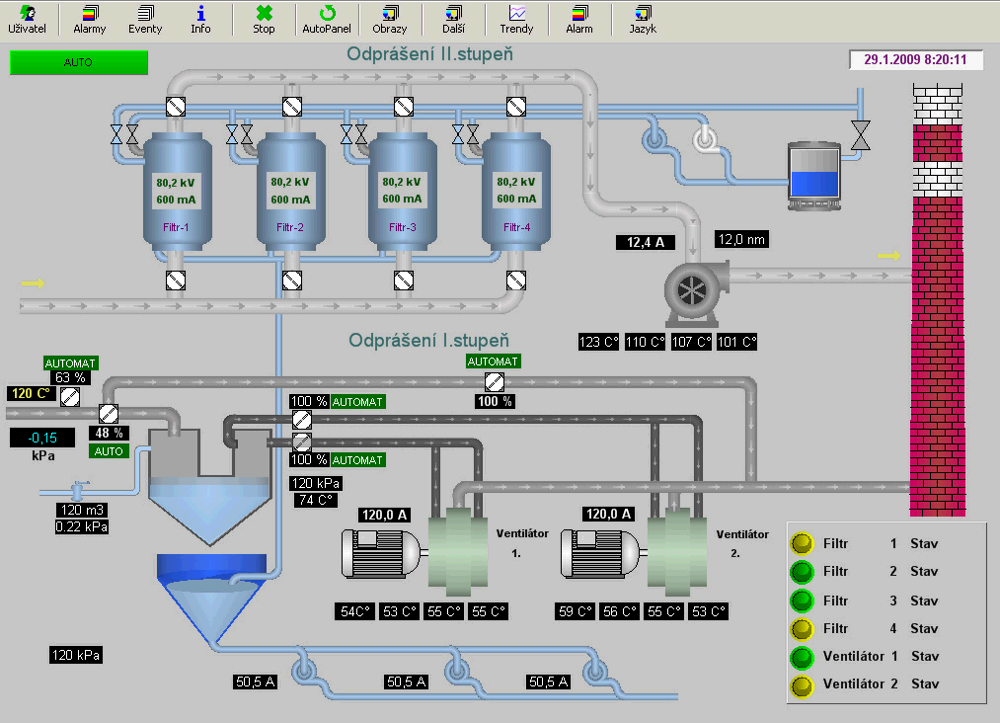 Uživatel Alarmy Eventy Info Stop AutoPanel Obrazy Další Trendy Alarm Jazyk
AUTO
Odprášení II.stupeň
29.1.2009 8:20:11
80,2 kV
600 mA
Filtr-1
80,2 kV
600 mA
Filtr-2
80,2 kV
600 mA
Filtr-3
80,2 kV
600 mA
Filtr-4
12,4 A
12,0 nm
123 C° 110 C° 107 C° 101 C°
Odprášení I.stupeň
AUTOMAT
63 %
120 C°
AUTOMAT
100 %
48 %
AUTO
-0,15
kPa
100 % AUTOMAT
100 % AUTOMAT
120 kPa
74 C°
120 m3
0.22 kPa
120,0 A
Ventilátor
1.
120,0 A
Ventilátor
2.
54C° 53 C° 55 C° 55 C°
59 C° 56 C° 55 C° 53 C°
Filtr 1 Stav
Filtr 2 Stav
Filtr 3 Stav
Filtr 4 Stav
Ventilátor 1 Stav
Ventilátor 2 Stav
120 kPa
50,5 A
50,5 A
50,5 A